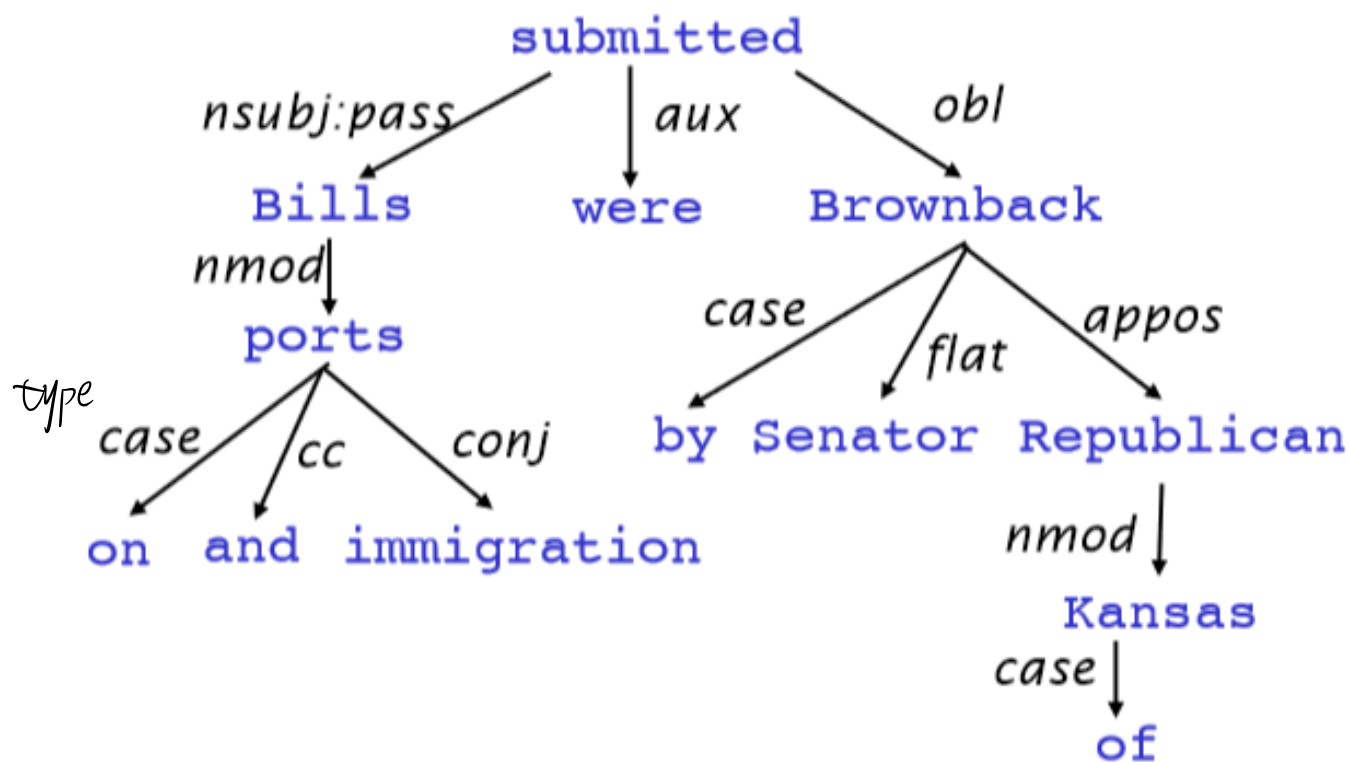 submitted
nsubj:pass aux obl
Bills were Brownback
nmod
case flat appos
ports
type
case cc conj
by Senator Republican
on and immigration
nmod
Kansas
case
of